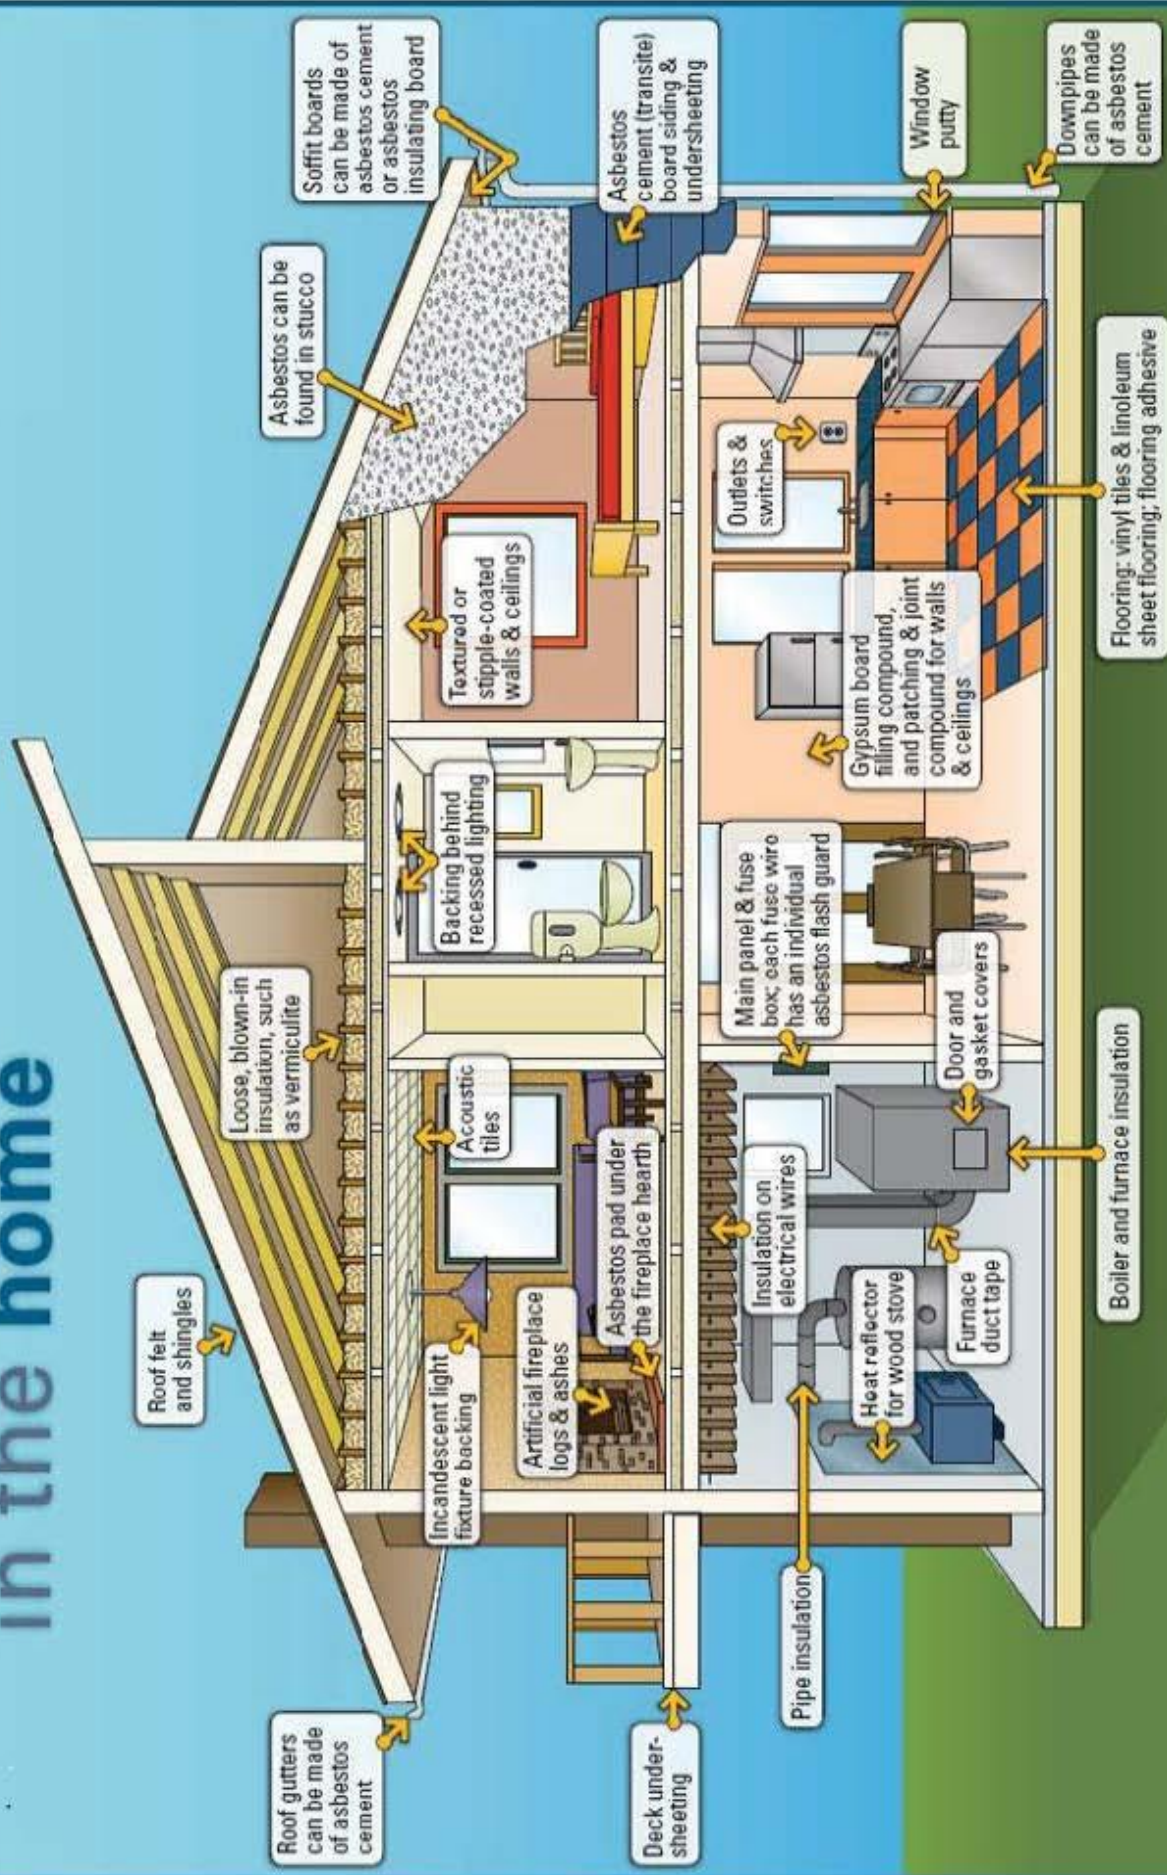 in the home
Roof felt
and shingles
Roof gutters
can be made
of asbestos
cement
Loose, blown-in
insulation, such
as vermiculite
Asbestos can be
found in stucco
Soffit boards
can be made of
asbestos cement
or asbestos
insulating board
Incandescent light
fixture backing
Acoustic
tiles
Backing behind
recessed lighting
Textured or
stipple-coated
walls & ceilings
Asbestos
cement (transite)
board siding &
undersheeting
Artificial fireplace
logs & ashes
Asbestos pad under
the fireplace hearth
Deck under-
sheeting
Main panel & fuse
box; each fuse wire
has an individual
asbestos flash guard
Outlets &
switches
Window
putty
Pipe insulation
Insulation on
electrical wires
Heat reflector
for wood stove
Gypsum board
filling compound,
and patching & joint
compound for walls
& ceilings
Door and
gasket covers
Furnace
duct tape
Downpipes
can be made
of asbestos
cement
Boiler and furnace insulation
Flooring: vinyl tiles & linoleum
sheet flooring; flooring adhesive